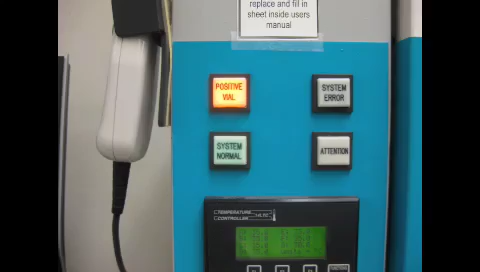 replace and fill in
sheet inside users
manual
POSITIVE
VIAL
SYSTEM
ERROR
SYSTEM
NORMAL
ATTENTION
TEMPERATURE
CONTROLLER